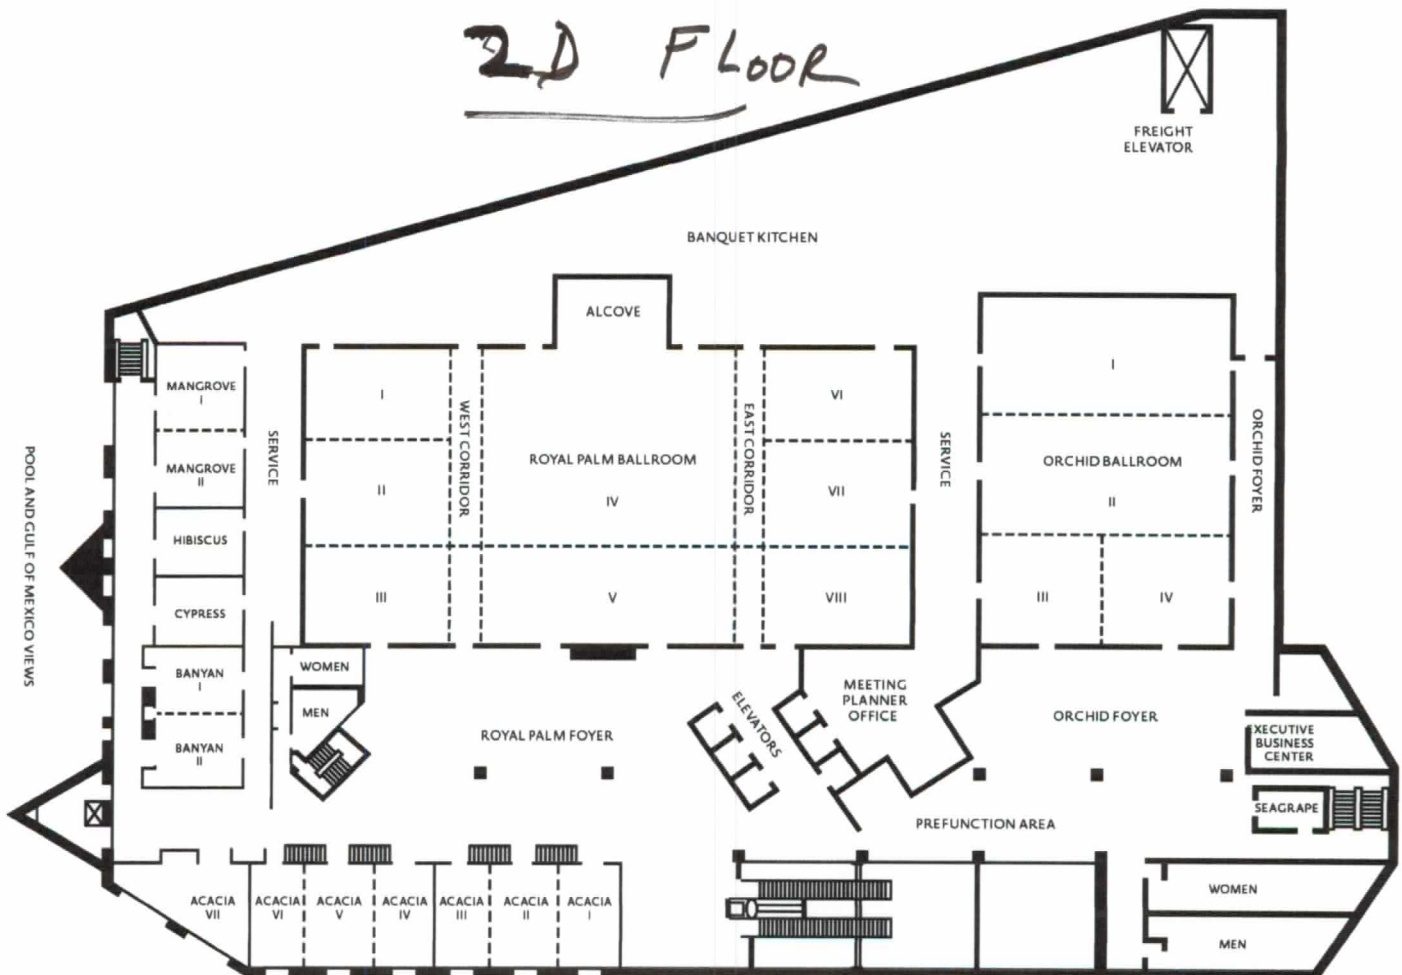 2D FLOOR
FREIGHT
ELEVATOR
BANQUET KITCHEN
ALCOVE
MANGROVE
I
MANGROVE
II
HIBISCUS
CYPRESS
BANYAN
I
BANYAN
II
SERVICE
POOL AND GULF OF MEXICO VIEWS
I
II
III
WEST CORRIDOR
ROYAL PALM BALLROOM
IV
V
EAST CORRIDOR
VI
VII
VIII
SERVICE
I
ORCHID BALLROOM
II
III
IV
ORCHID FOYER
WOMEN
MEN
ROYAL PALM FOYER
ELEVATORS
MEETING
PLANNER
OFFICE
ORCHID FOYER
EXECUTIVE
BUSINESS
CENTER
SEAGRAPE
PREFUNCTION AREA
ACACIA
VII
ACACIA
VI
ACACIA
V
ACACIA
IV
ACACIA
III
ACACIA
II
ACACIA
I
WOMEN
MEN